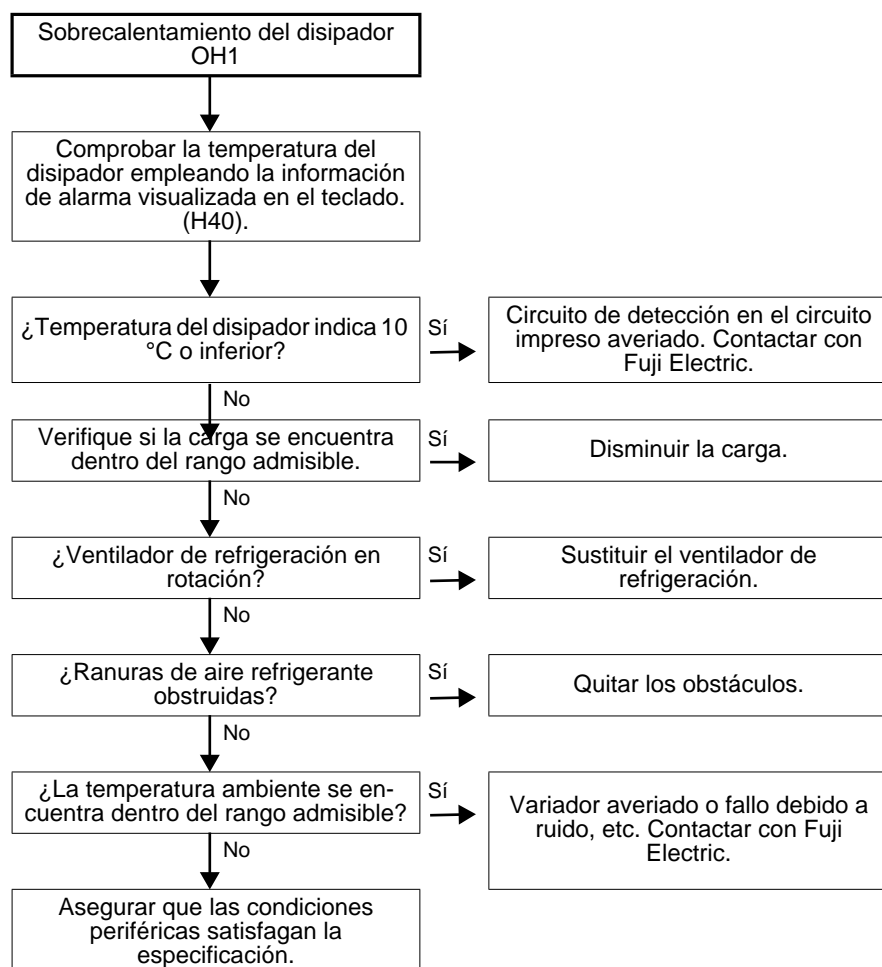 Sobrecalentamiento del disipador
OH1
Comprobar la temperatura del
disipador empleando la información
de alarma visualizada en el teclado.
(H40).
¿Temperatura del disipador indica 10
°C o inferior?
Sí
Circuito de detección en el circuito
impreso averiado. Contactar con
Fuji Electric.
No
Verifique si la carga se encuentra
dentro del rango admisible.
Sí
Disminuir la carga.
No
¿Ventilador de refrigeración en
rotación?
Sí
Sustituir el ventilador de
refrigeración.
No
¿Ranuras de aire refrigerante
obstruidas?
Sí
Quitar los obstáculos.
No
¿La temperatura ambiente se en-
cuentra dentro del rango admisible?
Sí
Variador averiado o fallo debido a
ruido, etc. Contactar con Fuji
Electric.
No
Asegurar que las condiciones
periféricas satisfagan la
especificación.